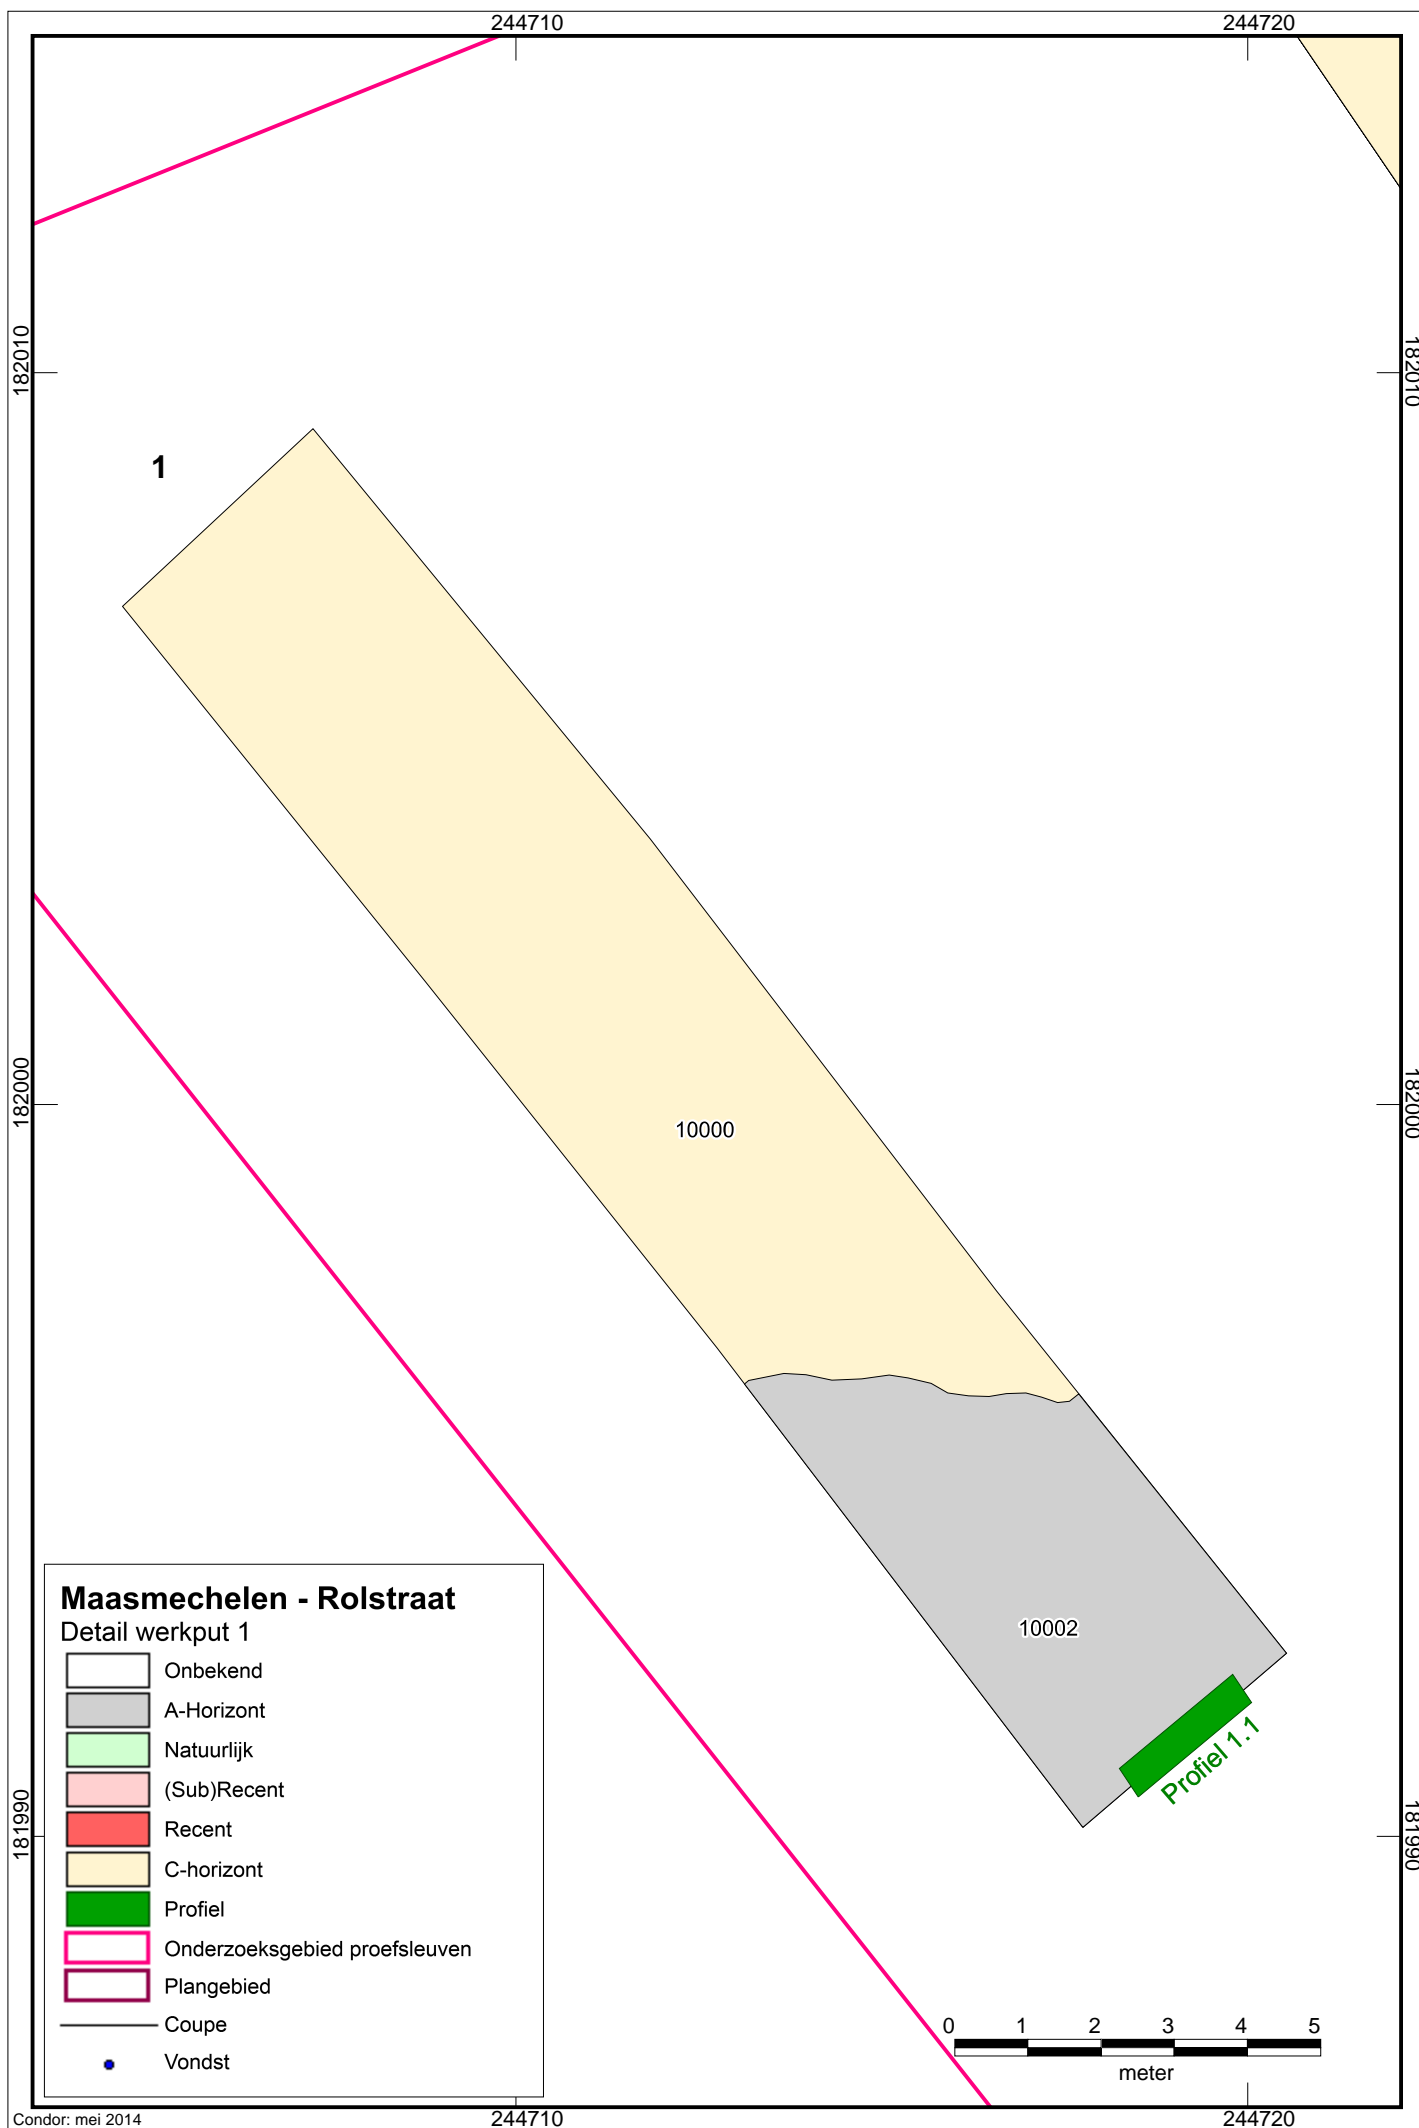 244710
244720
182010
182010
1
182000
182000
10000
10002
Profiel 1.1
181990
181990
Maasmechelen - Rolstraat
Detail werkput 1
Onbekend
A-Horizont
Natuurlijk
(Sub)Recent
Recent
C-horizont
Profiel
Onderzoeksgebied proefsleuven
Plangebied
Coupe
Vondst
0 1 2 3 4 5
meter
Condor: mei 2014
244710
244720